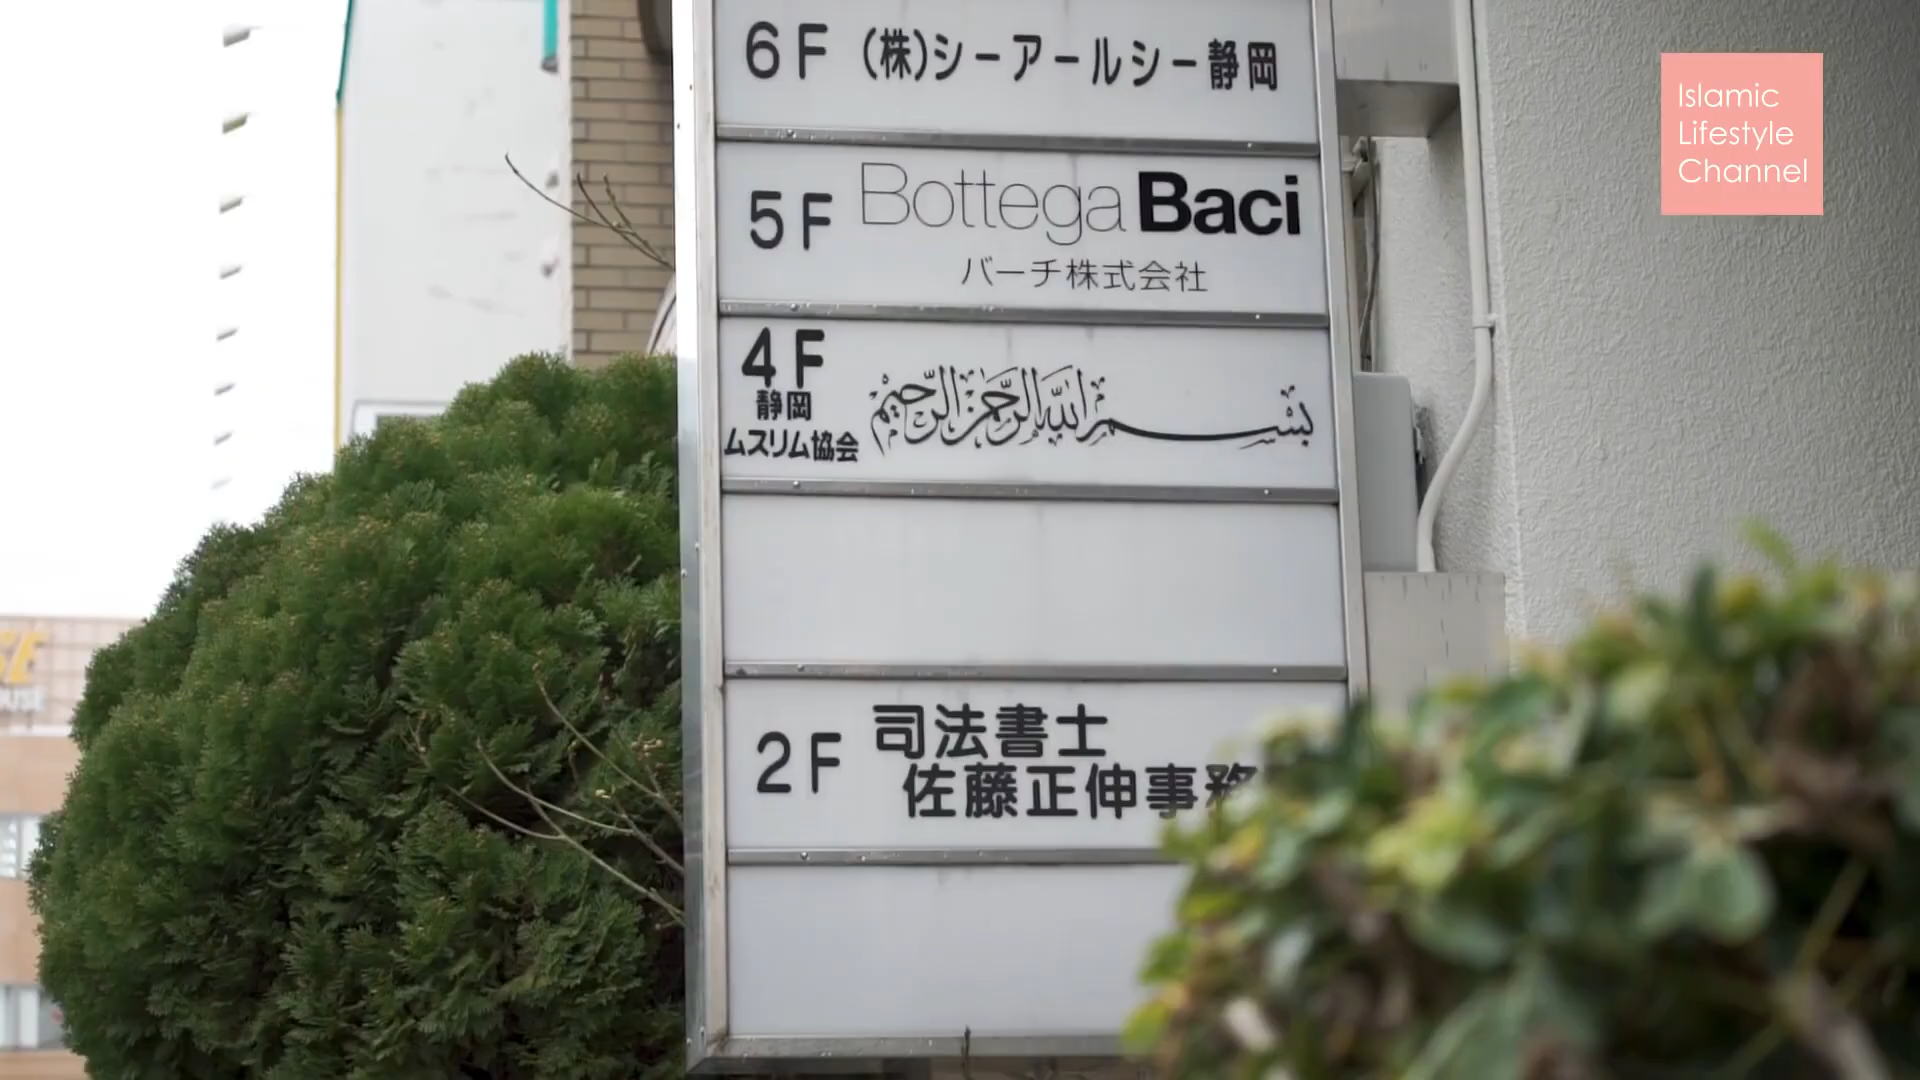 6F (株)シーアールシー静岡
Islamic
Lifestyle
Channel
5F Bottega Baci
バーチ株式会社
4F
静岡
ムスリム協会
بسم الله الرحمن الرحيم
2F 司法書士
佐藤正伸事務